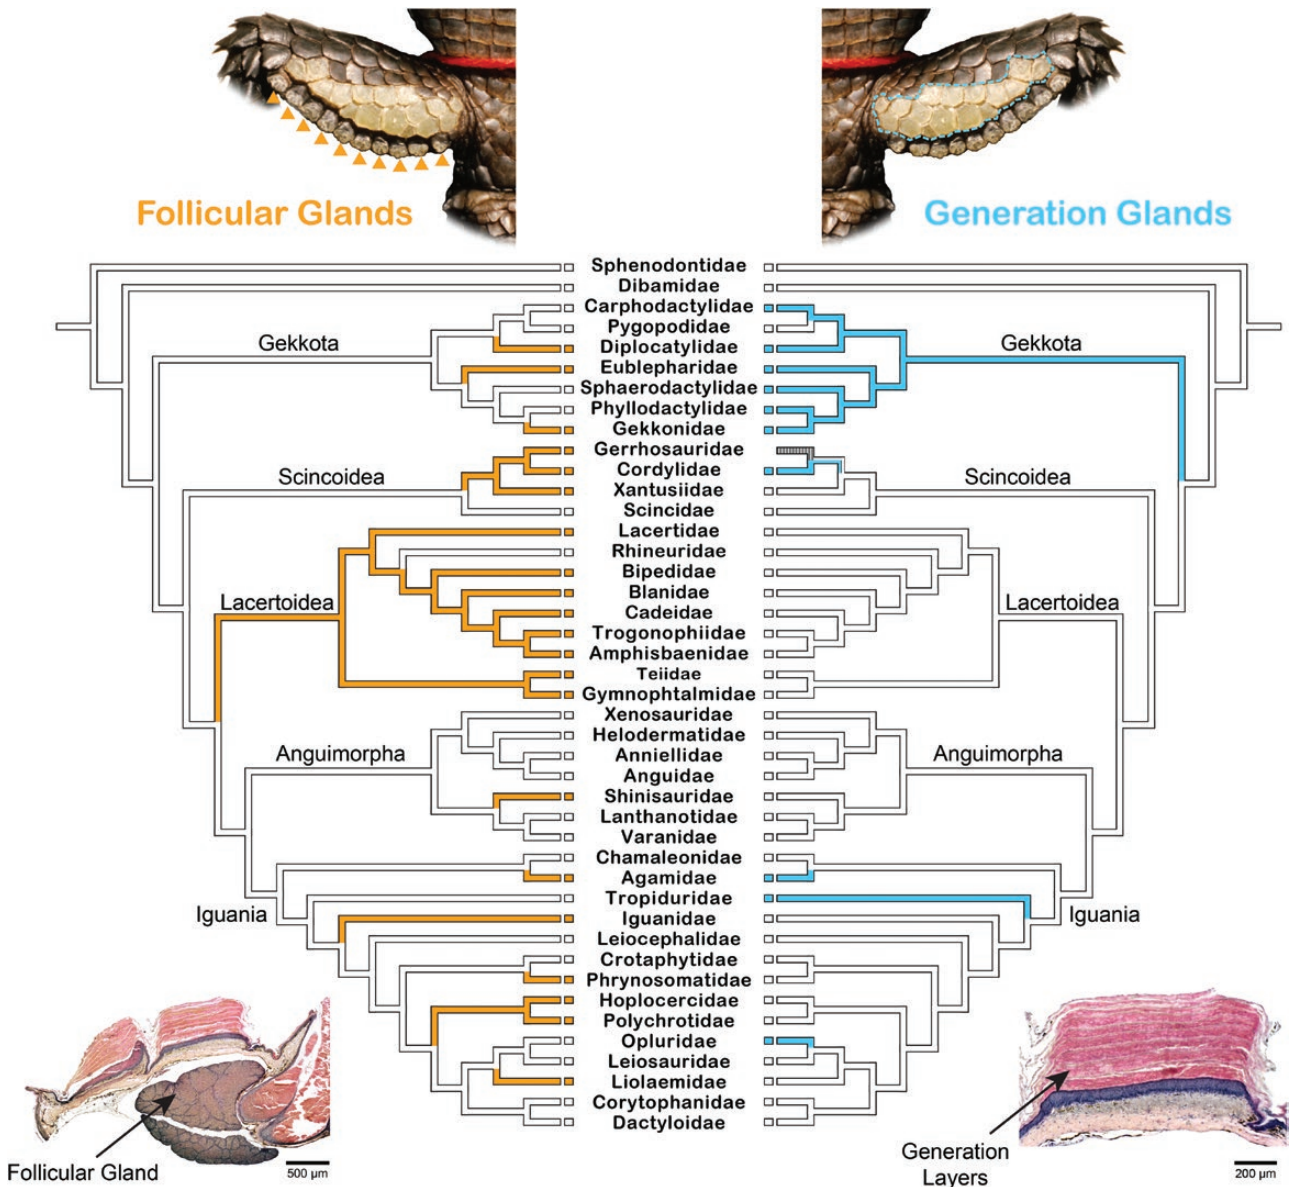 Follicular Glands
Generation Glands
Sphenodontidae
Dibamidae
Carphodactylidae
Pygopodidae
Gekkota
Gekkota
Diplocatylidae
Eublepharidae
Sphaerodactylidae
Phyllodactylidae
Gekkonidae
Gerrhosauridae
Scincoidea
Cordylidae
Scincoidea
Xantusiidae
Scincidae
Lacertidae
Rhineuridae
Bipedidae
Blanidae
Lacertoidea
Cadeidae
Lacertoidea
Trogonophiidae
Amphisbaenidae
Teiidae
Gymnophtalmidae
Xenosauridae
Helodermatidae
Anguimorpha
Anniellidae
Anguimorpha
Anguidae
Shinisauridae
Lanthanotidae
Varanidae
Chamaleonidae
Agamidae
Tropiduridae
Iguania
Iguanidae
Iguania
Leiocephalidae
Crotaphytidae
Phrynosomatidae
Hoplocercidae
Polychrotidae
Opluridae
Leiosauridae
Liolaemidae
Corytophanidae
Dactyloidae
Follicular Gland
500 µm
Generation
Layers
200 µm